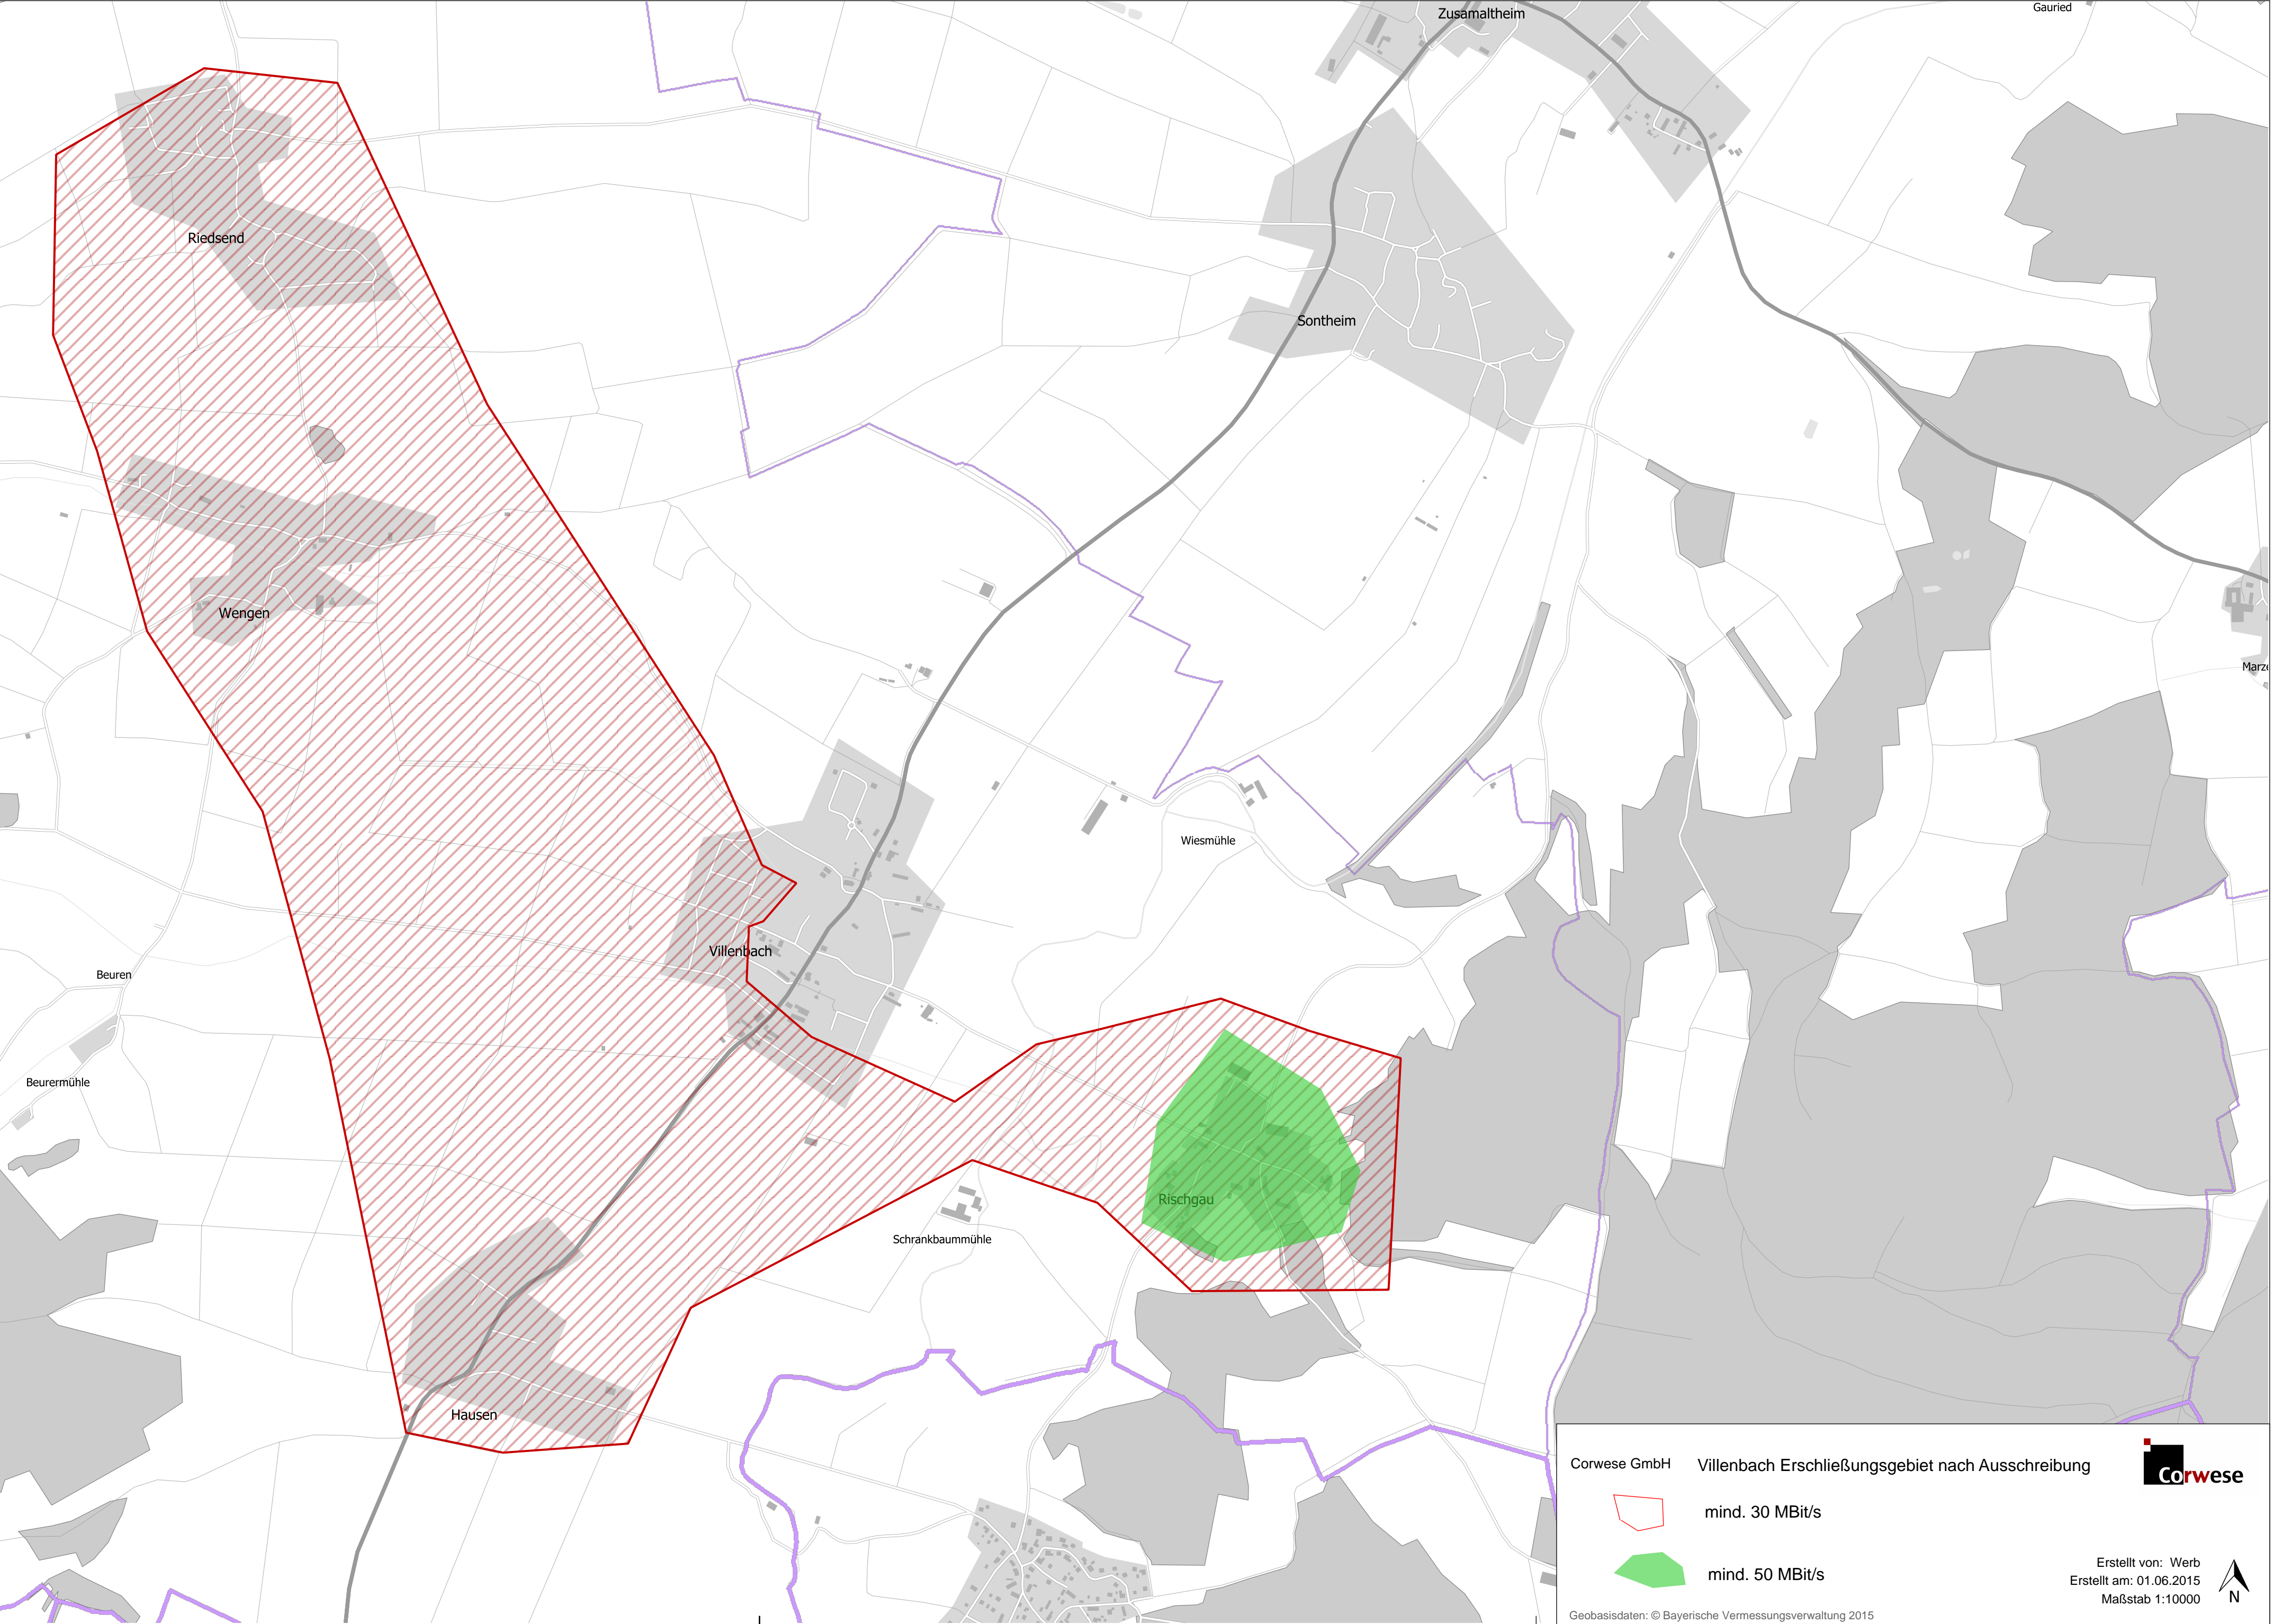 Zusamaltheim
Gauried
Riedsend
Sontheim
Wengen
Marze
Wiesmühle
Villenbach
Beuren
Beurermühle
Rischgau
Schrankbaummühle
Hausen
Corwese GmbH Villenbach Erschließungsgebiet nach Ausschreibung
Corwese
mind. 30 MBit/s
mind. 50 MBit/s
Erstellt von: Werb
Erstellt am: 01.06.2015
Maßstab 1:10000
N
Geobasisdaten: © Bayerische Vermessungsverwaltung 2015